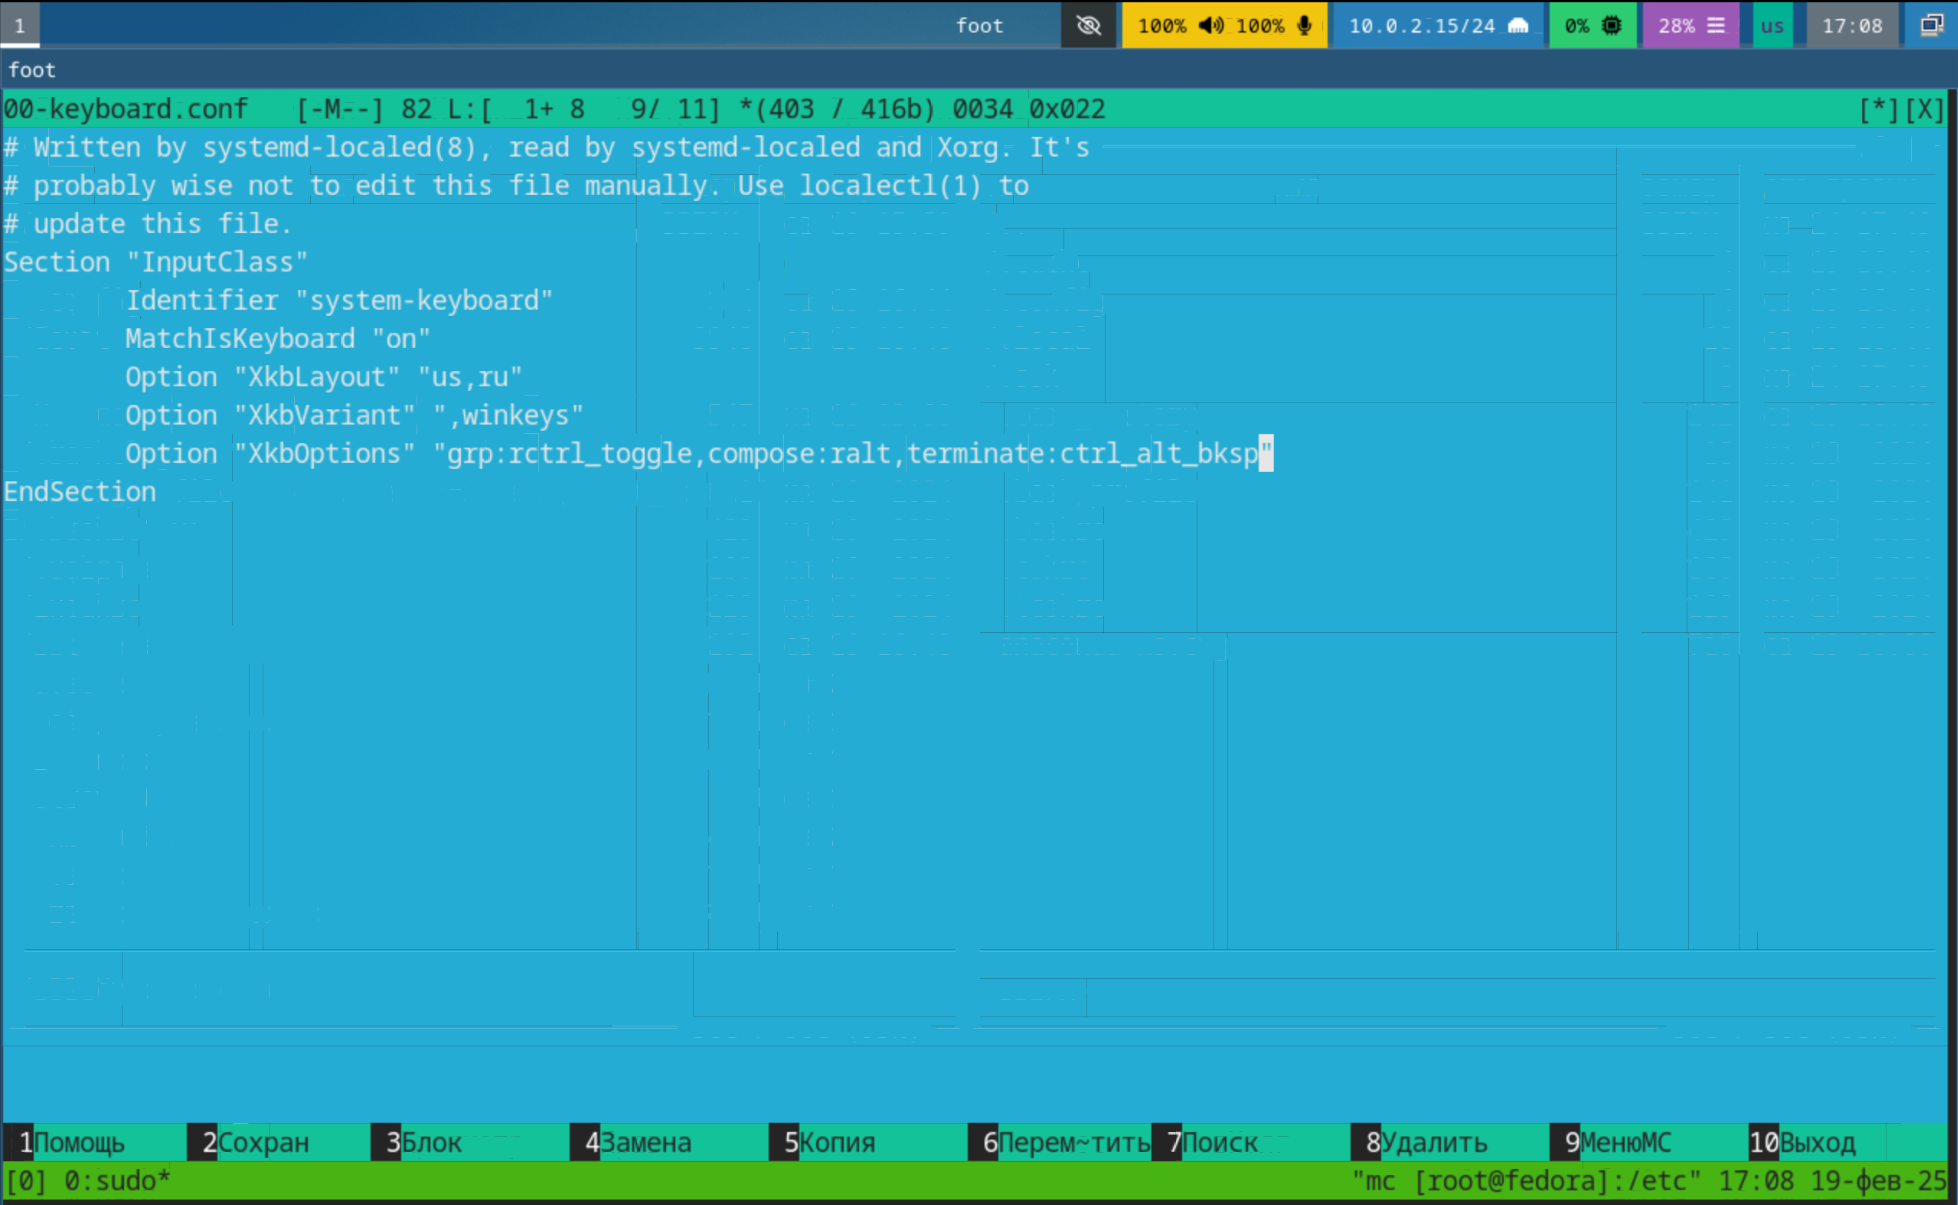 1 foot 100% 100% 10.0.2.15/24 0% 28% us 17:08
foot
00-keyboard.conf [-M--] 82 L:[ 1+ 8 9/ 11] *(403 / 416b) 0034 0x022 [*][X]
# Written by systemd-localed(8), read by systemd-localed and Xorg. It's
# probably wise not to edit this file manually. Use localectl(1) to
# update this file.
Section "InputClass"
        Identifier "system-keyboard"
        MatchIsKeyboard "on"
        Option "XkbLayout" "us,ru"
        Option "XkbVariant" ",winkeys"
        Option "XkbOptions" "grp:rctrl_toggle,compose:ralt,terminate:ctrl_alt_bksp"
EndSection
1Помощь 2Сохран 3Блок 4Замена 5Копия 6Перем~тить 7Поиск 8Удалить 9МенюМС 10Выход
[0] 0:sudo* "mc [root@fedora]:/etc" 17:08 19-фев-25